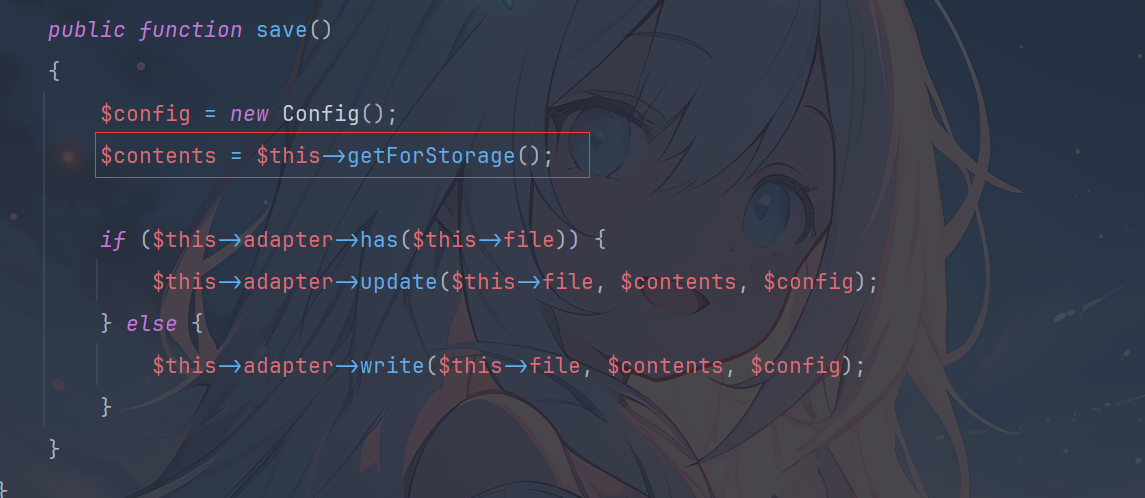 public function save()
{
$config = new Config();
$contents = $this->getForStorage();
if ($this->adapter->has($this->file)) {
$this->adapter->update($this->file, $contents, $config);
} else {
$this->adapter->write($this->file, $contents, $config);
}
}
}